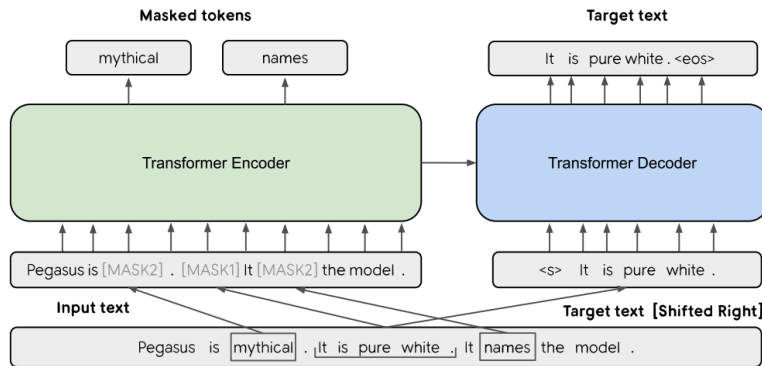 Masked tokens
Target text
mythical
names
It is pure white . <eos>
Transformer Encoder
Transformer Decoder
Pegasus is [MASK2] . [MASK1] It [MASK2] the model .
<s> It is pure white .
Input text
Target text [Shifted Right]
Pegasus is mythical . It is pure white . It names the model .